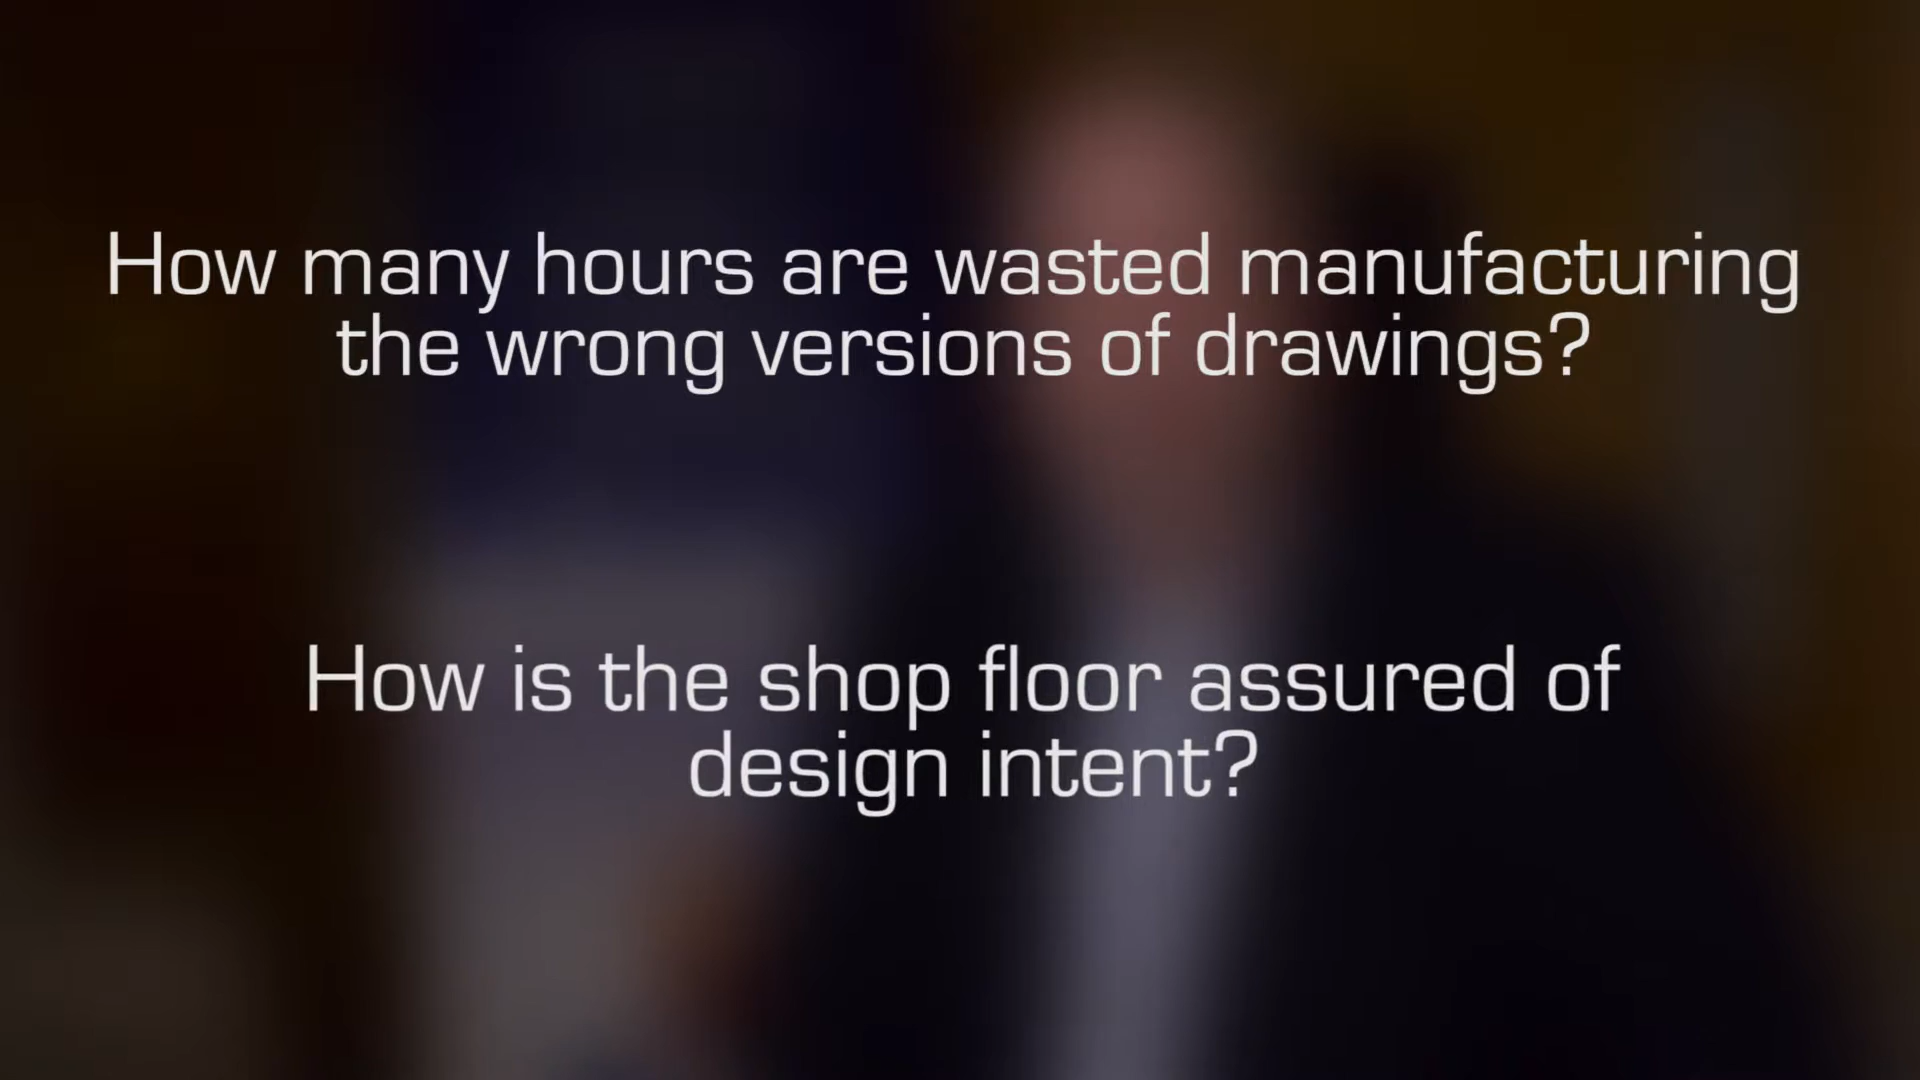 How many hours are wasted manufacturing
the wrong versions of drawings?
How is the shop floor assured of
design intent?